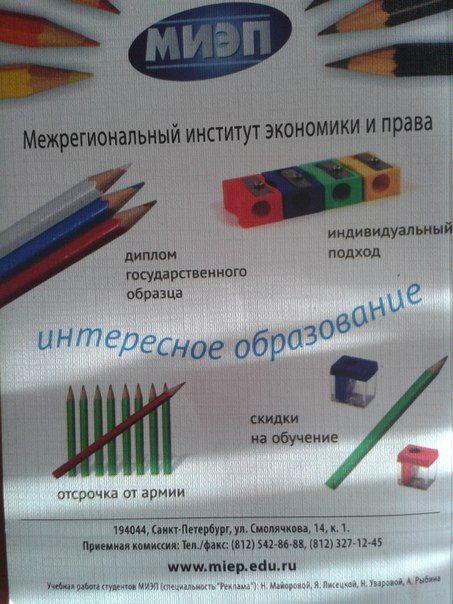 МИЭП
Межрегиональный институт экономики и права
диплом
государственного
образца
индивидуальный
подход
интересное образование
скидки
на обучение
отсрочка от армии
194044, Санкт-Петербург, ул. Смолячкова, 14, к. 1.
Приемная комиссия: Тел./факс: (812) 542-86-88, (812) 327-12-45
www.miep.edu.ru
Учебная работа студентов МИЭП (специальность "Реклама"): Н. Майоровой, Я. Лисецкой, Н. Уваровой, А. Рыбина